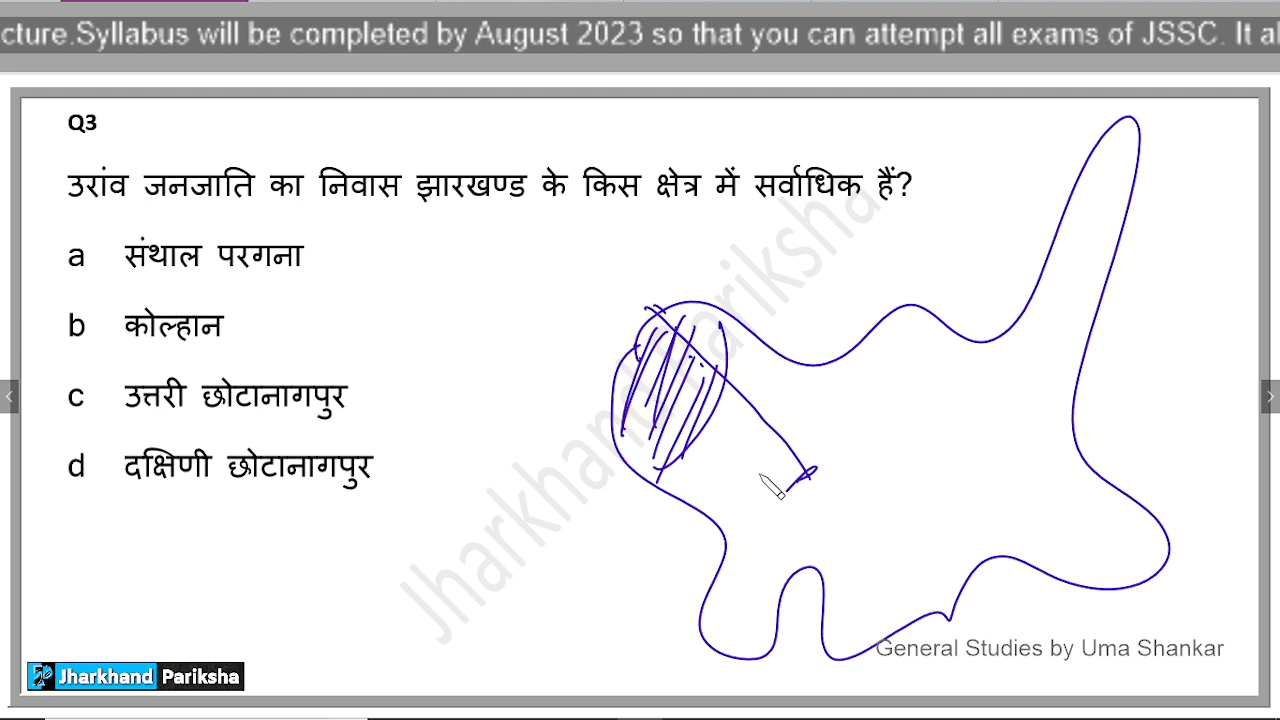 cture.Syllabus will be completed by August 2023 so that you can attempt all exams of JSSC. It al
Q3
उरांव जनजाति का निवास झारखण्ड के किस क्षेत्र में सर्वाधिक हैं?
a संथाल परगना
b कोल्हान
c उत्तरी छोटानागपुर
d दक्षिणी छोटानागपुर
Jharkhand Pariksha
General Studies by Uma Shankar
Jharkhand Pariksha